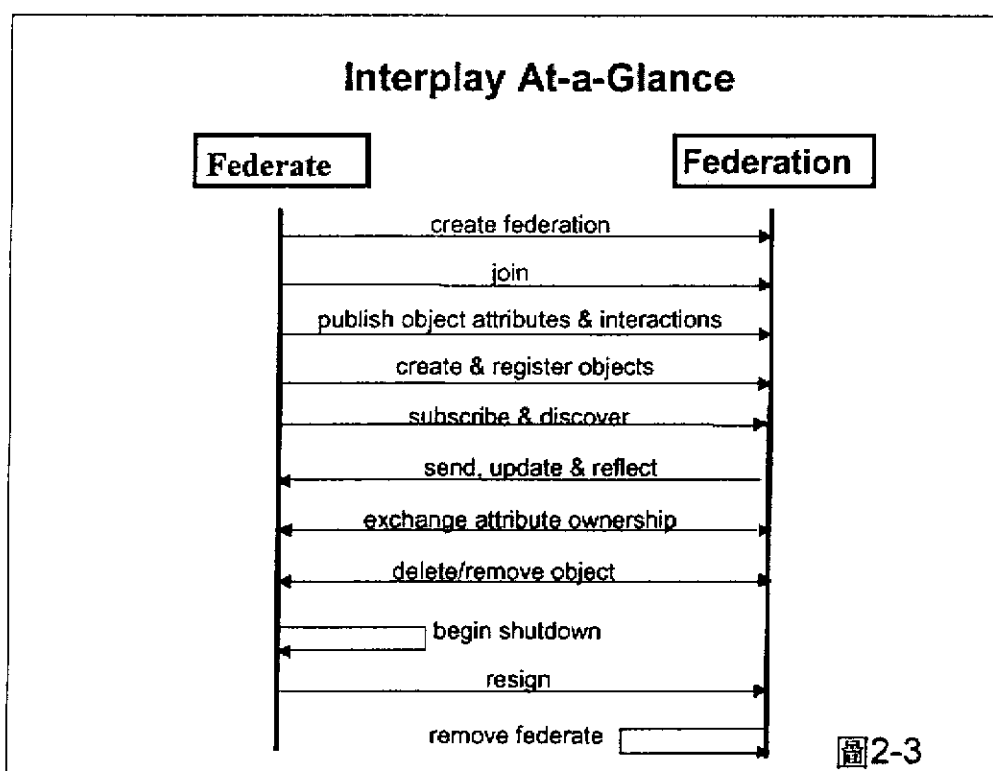 Interplay At-a-Glance
Federate
Federation
create federation
join
publish object attributes & interactions
create & register objects
subscribe & discover
send, update & reflect
exchange attribute ownership
delete/remove object
begin shutdown
resign
remove federate
圖2-3